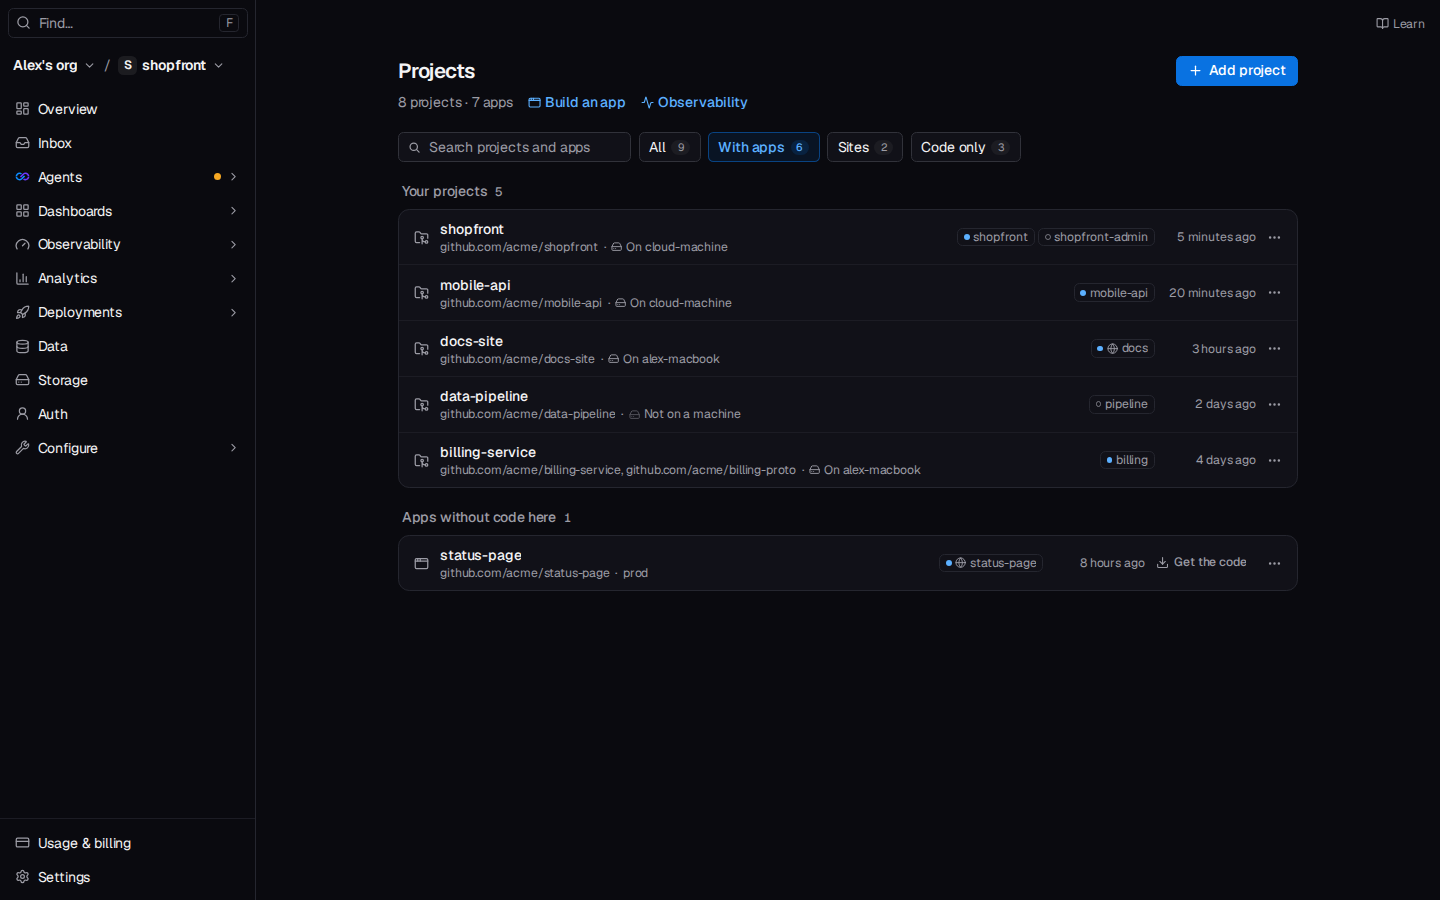 Find... F
Learn
Alex's org / S shopfront
Overview
Inbox
Agents
Dashboards
Observability
Analytics
Deployments
Data
Storage
Auth
Configure
Usage & billing
Settings
Projects
Add project
8 projects · 7 apps Build an app Observability
Search projects and apps All 9 With apps 6 Sites 2 Code only 3
Your projects 5
shopfront
github.com/acme/shopfront · On cloud-machine
shopfront shopfront-admin 5 minutes ago
mobile-api
github.com/acme/mobile-api · On cloud-machine
mobile-api 20 minutes ago
docs-site
github.com/acme/docs-site · On alex-macbook
docs 3 hours ago
data-pipeline
github.com/acme/data-pipeline · Not on a machine
pipeline 2 days ago
billing-service
github.com/acme/billing-service, github.com/acme/billing-proto · On alex-macbook
billing 4 days ago
Apps without code here 1
status-page
github.com/acme/status-page · prod
status-page 8 hours ago Get the code